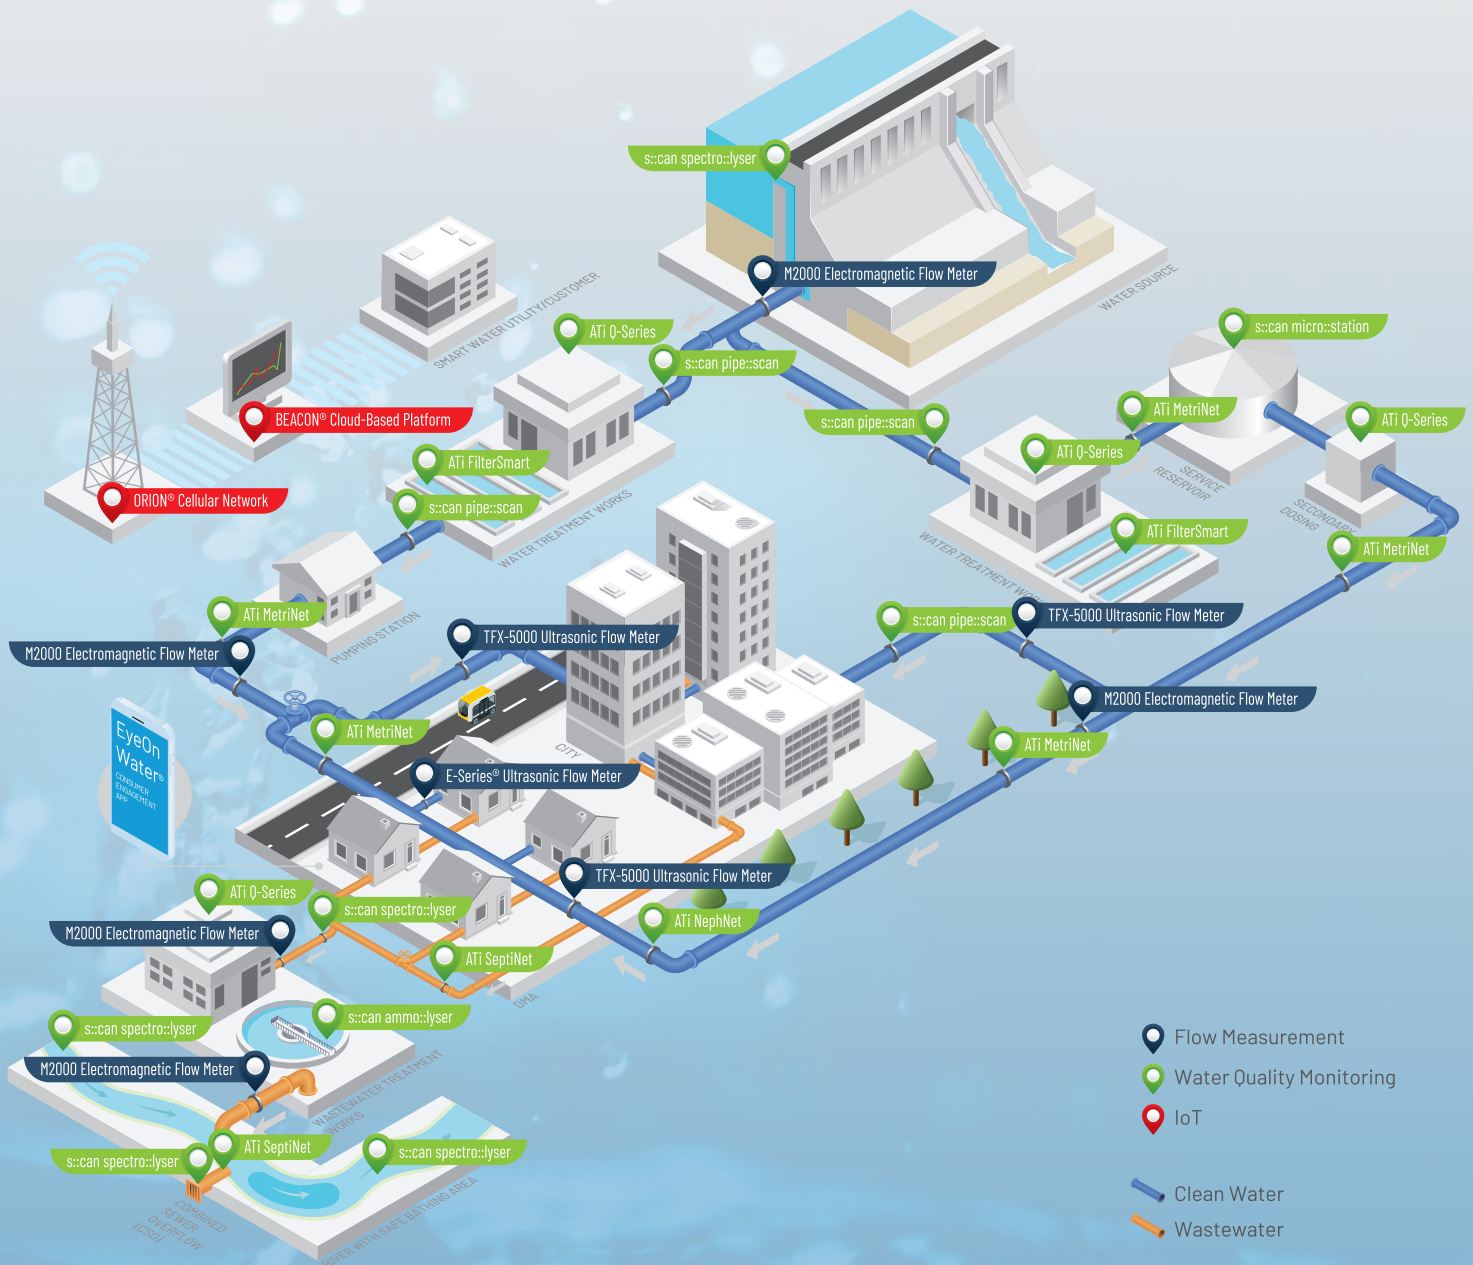 s::can spectro::lyser
M2000 Electromagnetic Flow Meter
WATER SOURCE
SMART WATER UTILITY/CUSTOMER
ATi Q-Series
s::can pipe::scan
s::can micro::station
BEACON® Cloud-Based Platform
ATi MetriNet
ATi Q-Series
s::can pipe::scan
ATi Q-Series
ATi FilterSmart
SERVICE
RESERVOIR
ORION® Cellular Network
s::can pipe::scan
WATER TREATMENT WORKS
SECONDARY
DOSING
ATi FilterSmart
ATi MetriNet
WATER TREATMENT WO
ATi MetriNet
PUMPING STATION
M2000 Electromagnetic Flow Meter
TFX-5000 Ultrasonic Flow Meter
s::can pipe::scan
TFX-5000 Ultrasonic Flow Meter
M2000 Electromagnetic Flow Meter
EyeOn
Water®
CONSUMER
ENGAGEMENT
APP
ATi MetriNet
CITY
ATi MetriNet
E-Series® Ultrasonic Flow Meter
TFX-5000 Ultrasonic Flow Meter
ATi Q-Series
s::can spectro::lyser
ATi NephNet
M2000 Electromagnetic Flow Meter
ATi SeptiNet
DMA
s::can ammo::lyser
s::can spectro::lyser
M2000 Electromagnetic Flow Meter
WASTEWATER TREATMENT
WORKS
ATi SeptiNet
s::can spectro::lyser
s::can spectro::lyser
COMBINED
SEWER
OVERFLOW
(CSO)
RIVER WITH SAFE BATHING AREA
Flow Measurement
Water Quality Monitoring
IoT
Clean Water
Wastewater